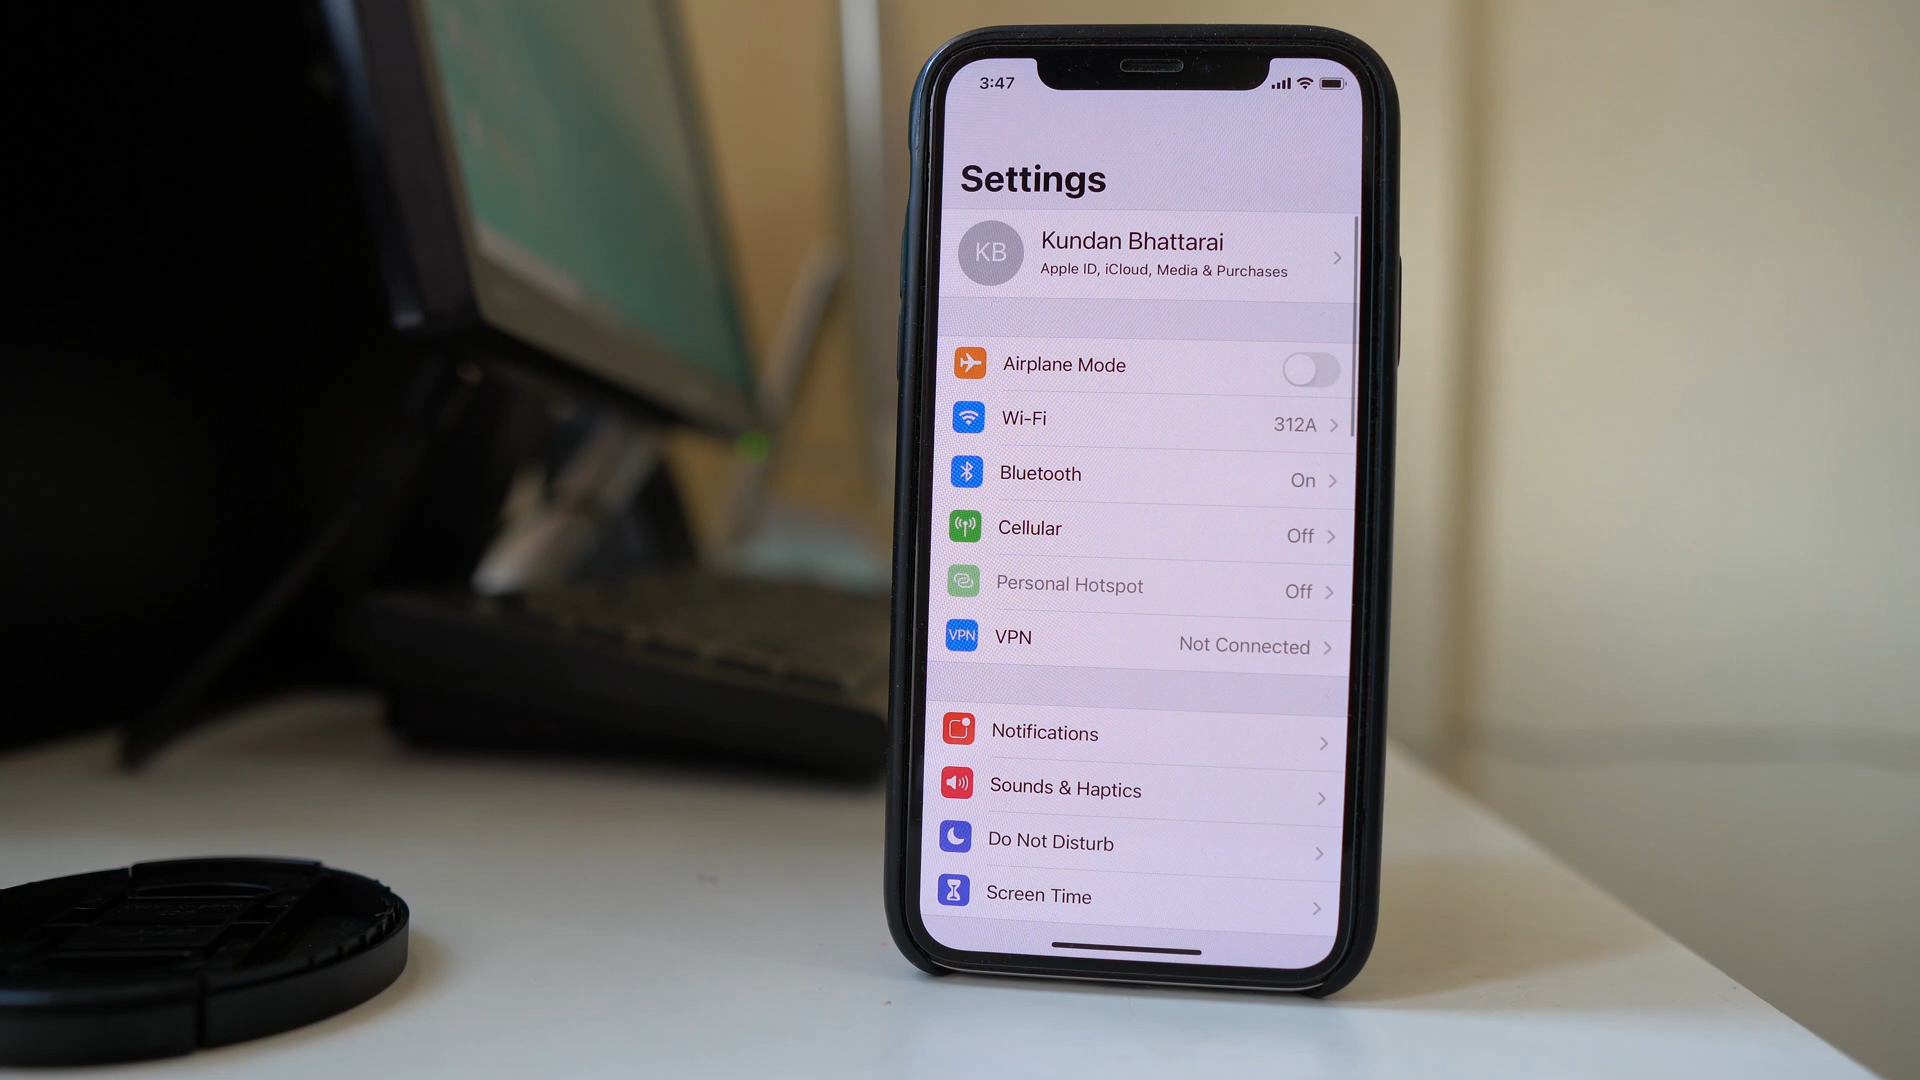 3:47
Settings
KB
Kundan Bhattarai
Apple ID, iCloud, Media & Purchases
Airplane Mode
Wi-Fi 312A
Bluetooth On
Cellular Off
Personal Hotspot Off
VPN VPN Not Connected
Notifications
Sounds & Haptics
Do Not Disturb
Screen Time